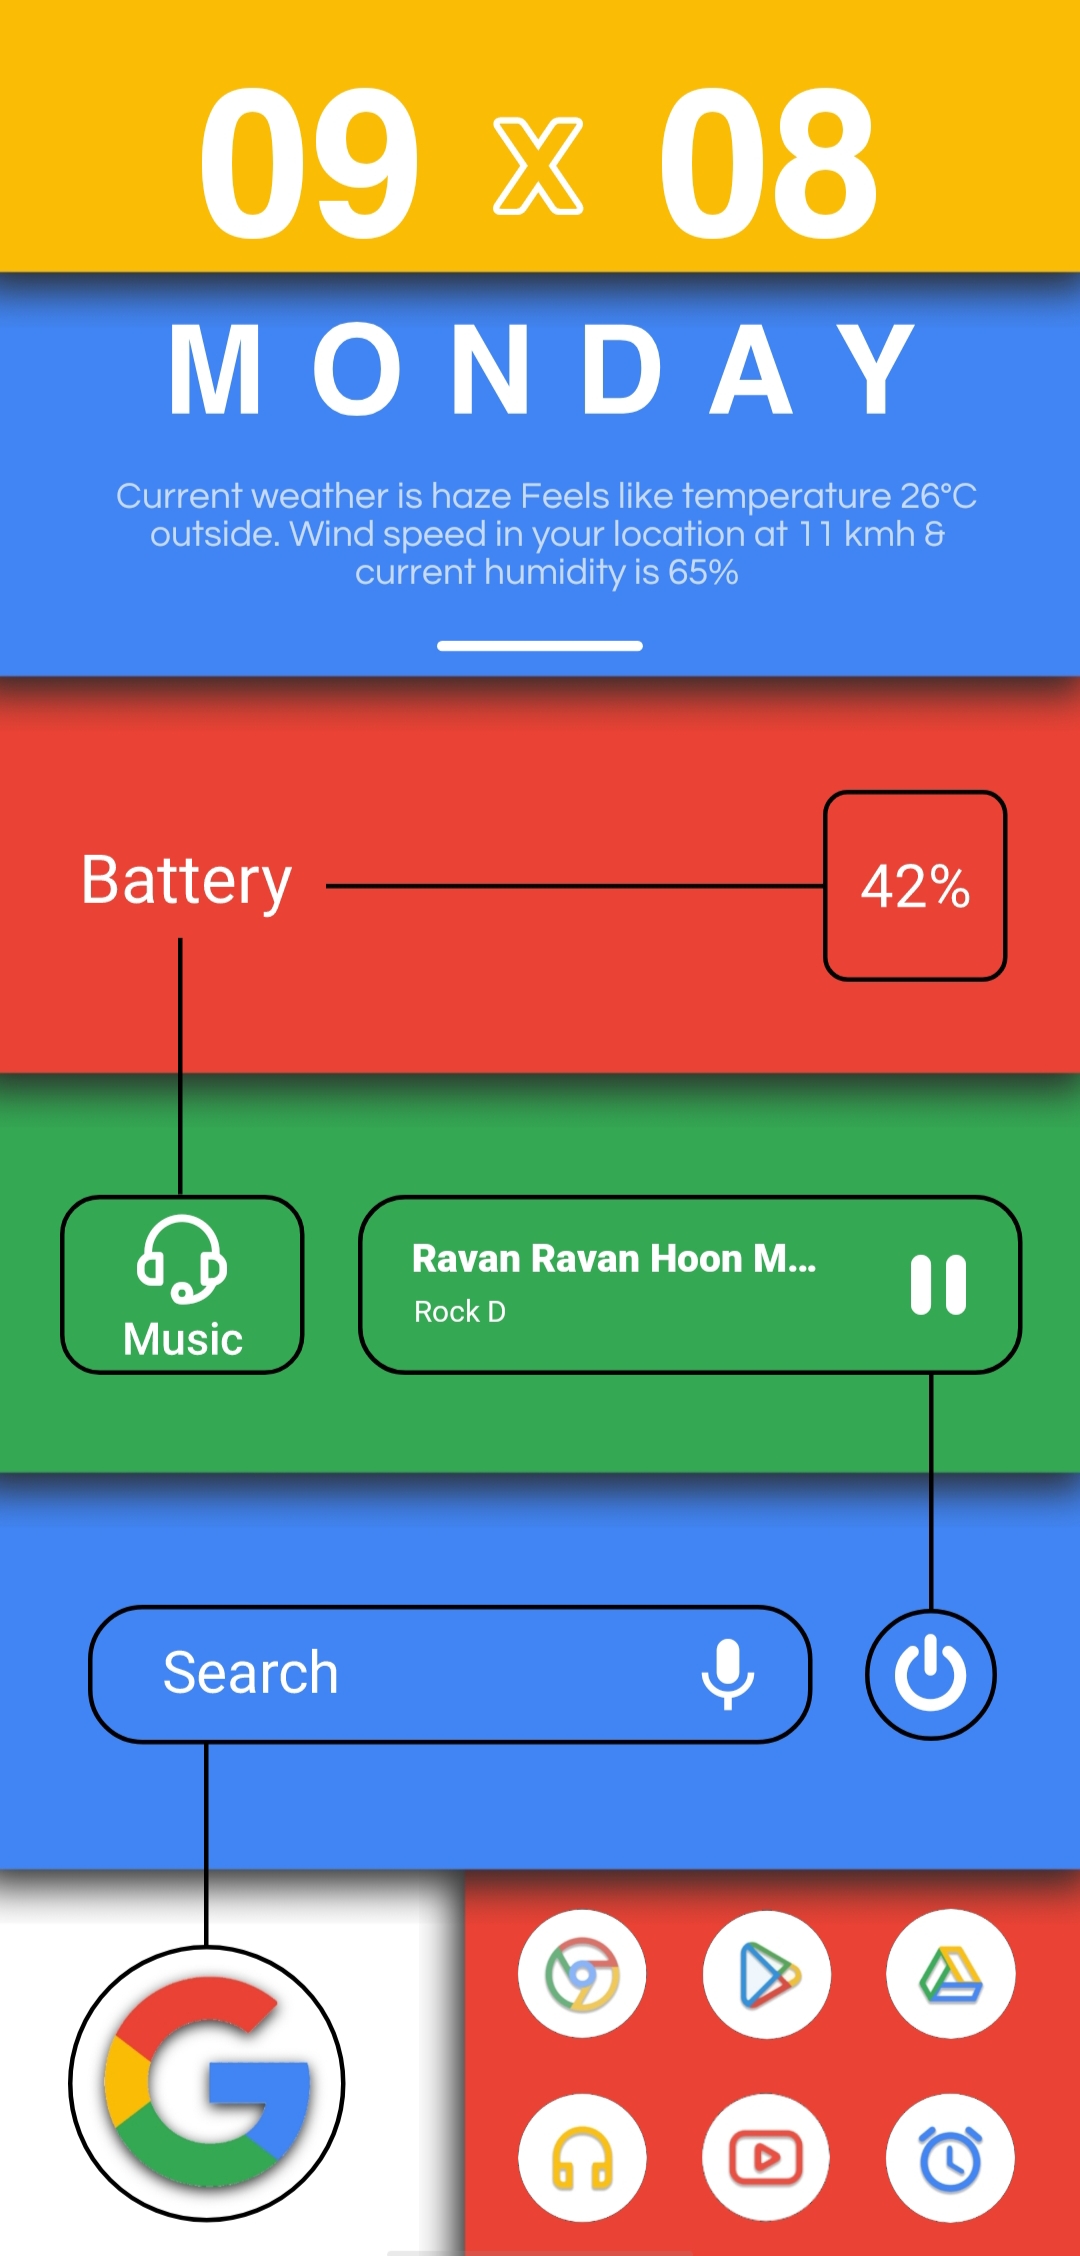 09 x 08
MONDAY
Current weather is haze Feels like temperature 26°C
outside. Wind speed in your location at 11 kmh &
current humidity is 65%
Battery
42%
Music
Ravan Ravan Hoon M...
Rock D
Search
G